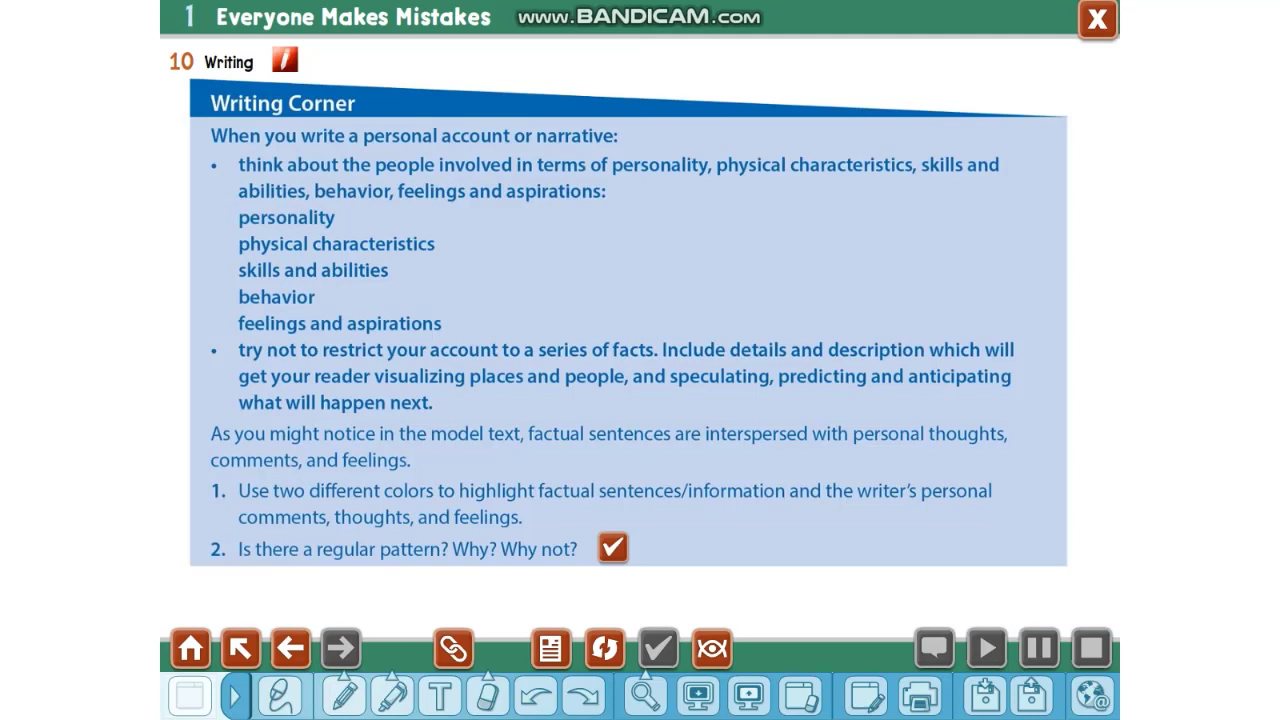 1 Everyone Makes Mistakes www.BANDICAM.com
X
10 Writing
Writing Corner
When you write a personal account or narrative:
• think about the people involved in terms of personality, physical characteristics, skills and
abilities, behavior, feelings and aspirations:
personality
physical characteristics
skills and abilities
behavior
feelings and aspirations
• try not to restrict your account to a series of facts. Include details and description which will
get your reader visualizing places and people, and speculating, predicting and anticipating
what will happen next.
As you might notice in the model text, factual sentences are interspersed with personal thoughts,
comments, and feelings.
1. Use two different colors to highlight factual sentences/information and the writer's personal
comments, thoughts, and feelings.
2. Is there a regular pattern? Why? Why not?
T
@